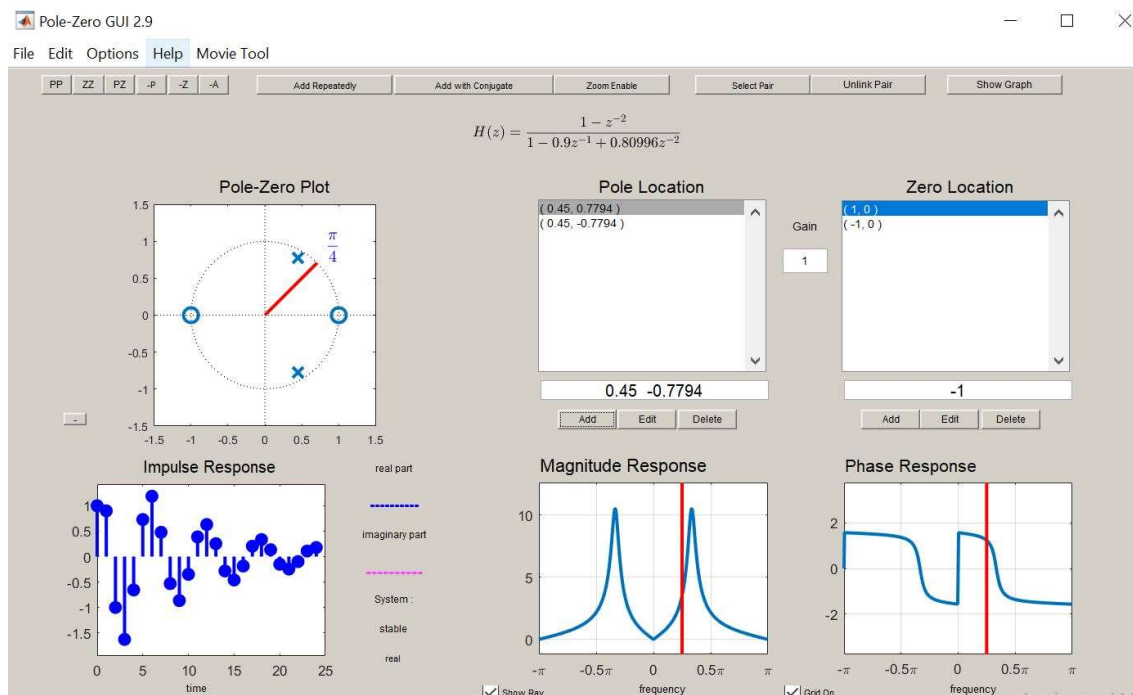 Pole-Zero GUI 2.9
File Edit Options Help Movie Tool
PP ZZ PZ -P -Z -A Add Repeatedly Add with Conjugate Zoom Enable Select Pair Unlink Pair Show Graph
H(z) = \frac{1 - z^{-2}}{1 - 0.9z^{-1} + 0.80996z^{-2}}
Pole-Zero Plot
1.5
1
0.5
0
-0.5
-1
-1.5
-1.5 -1 -0.5 0 0.5 1 1.5
π/4
-
Pole Location
( 0.45, 0.7794 )
( 0.45, -0.7794 )
0.45 -0.7794
Add Edit Delete
Gain
1
Zero Location
( 1, 0 )
( -1, 0 )
-1
Add Edit Delete
Impulse Response
1
0.5
0
-0.5
-1
-1.5
0 5 10 15 20 25
time
real part
imaginary part
System :
stable
real
Magnitude Response
10
5
0
-π -0.5π 0 0.5π π
frequency
Show Ray
Phase Response
2
0
-2
-π -0.5π 0 0.5π π
frequency
Grid On